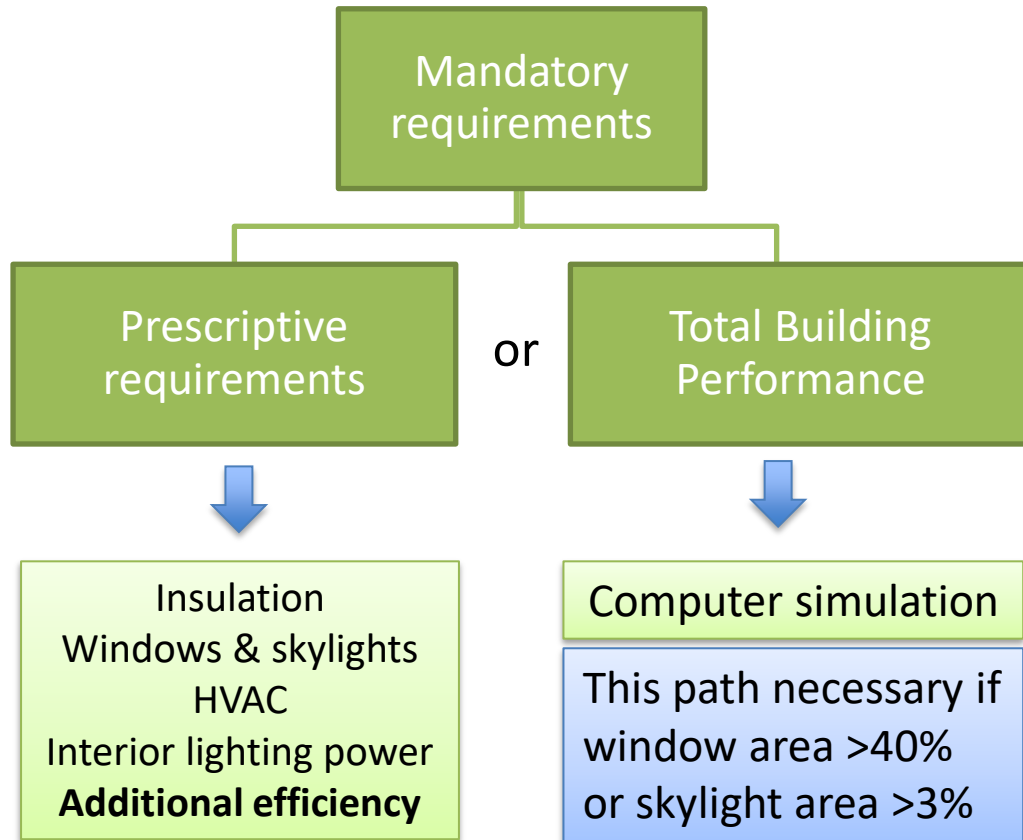 Mandatory
requirements
Prescriptive
requirements
or
Total Building
Performance
Insulation
Windows & skylights
HVAC
Interior lighting power
Additional efficiency
Computer simulation
This path necessary if
window area >40%
or skylight area >3%